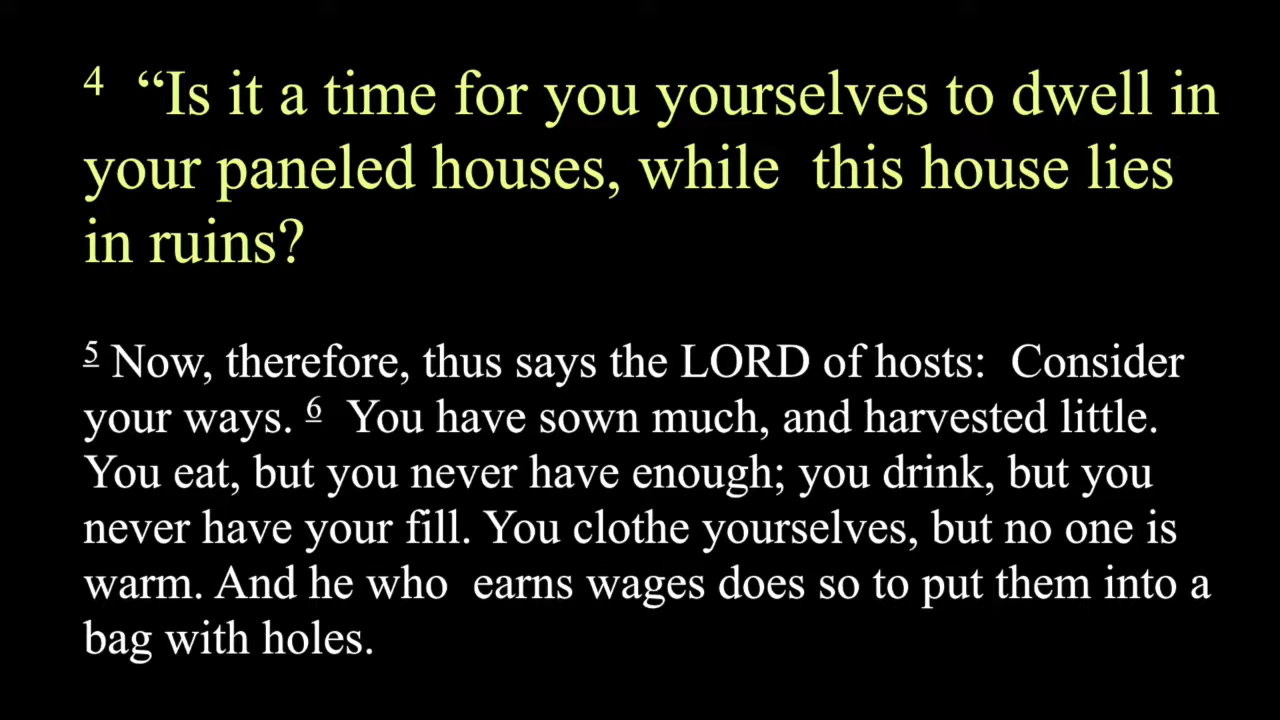 4 “Is it a time for you yourselves to dwell in
your paneled houses, while this house lies
in ruins?
5 Now, therefore, thus says the LORD of hosts: Consider
your ways. 6 You have sown much, and harvested little.
You eat, but you never have enough; you drink, but you
never have your fill. You clothe yourselves, but no one is
warm. And he who earns wages does so to put them into a
bag with holes.